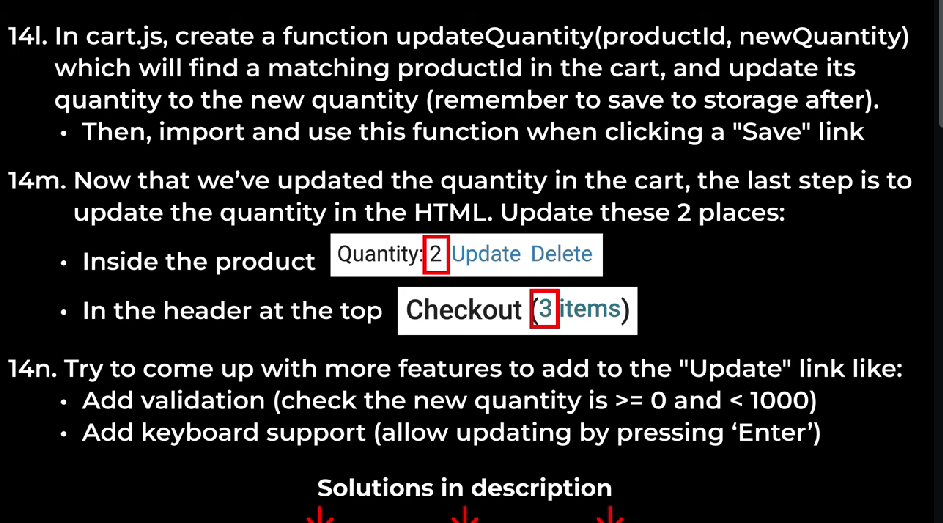 14l. In cart.js, create a function updateQuantity(productId, newQuantity)
which will find a matching productId in the cart, and update its
quantity to the new quantity (remember to save to storage after).
• Then, import and use this function when clicking a "Save" link
14m. Now that we've updated the quantity in the cart, the last step is to
update the quantity in the HTML. Update these 2 places:
• Inside the product Quantity: 2 Update Delete
• In the header at the top Checkout (3 items)
14n. Try to come up with more features to add to the "Update" link like:
• Add validation (check the new quantity is >= 0 and < 1000)
• Add keyboard support (allow updating by pressing ‘Enter’)
Solutions in description